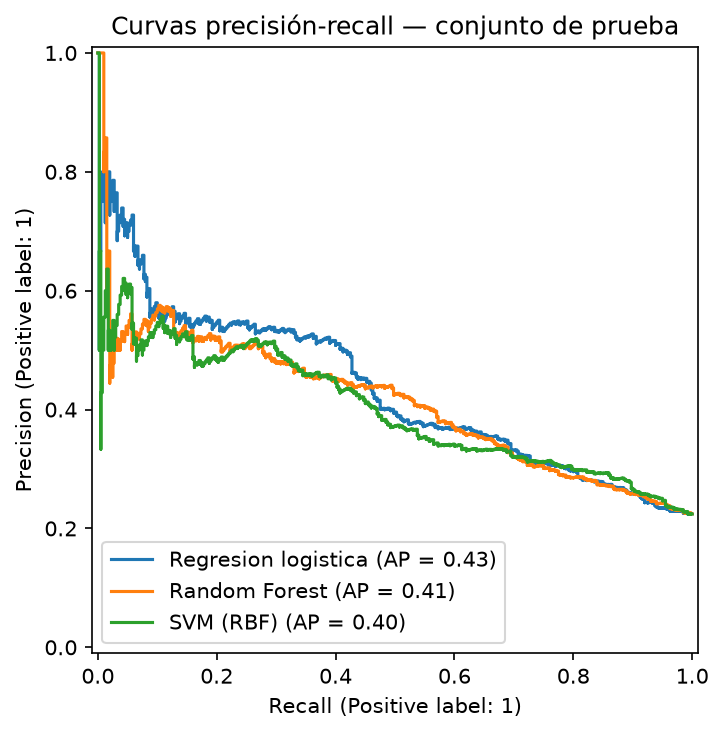 Curvas precisión-recall — conjunto de prueba
Precision (Positive label: 1)
1.0
0.8
0.6
0.4
0.2
0.0
Regresion logistica (AP = 0.43)
Random Forest (AP = 0.41)
SVM (RBF) (AP = 0.40)
0.0 0.2 0.4 0.6 0.8 1.0
Recall (Positive label: 1)